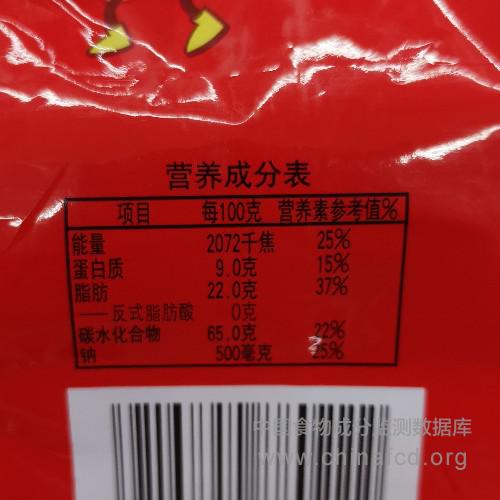 营养成分表
项目 每100克 营养素参考值%
能量 2072千焦 25%
蛋白质 9.0克 15%
脂肪 22.0克 37%
——反式脂肪酸 0克
碳水化合物 65.0克 22%
钠 500毫克 25%
中国食物成分监测数据库
www.chinafcd.org